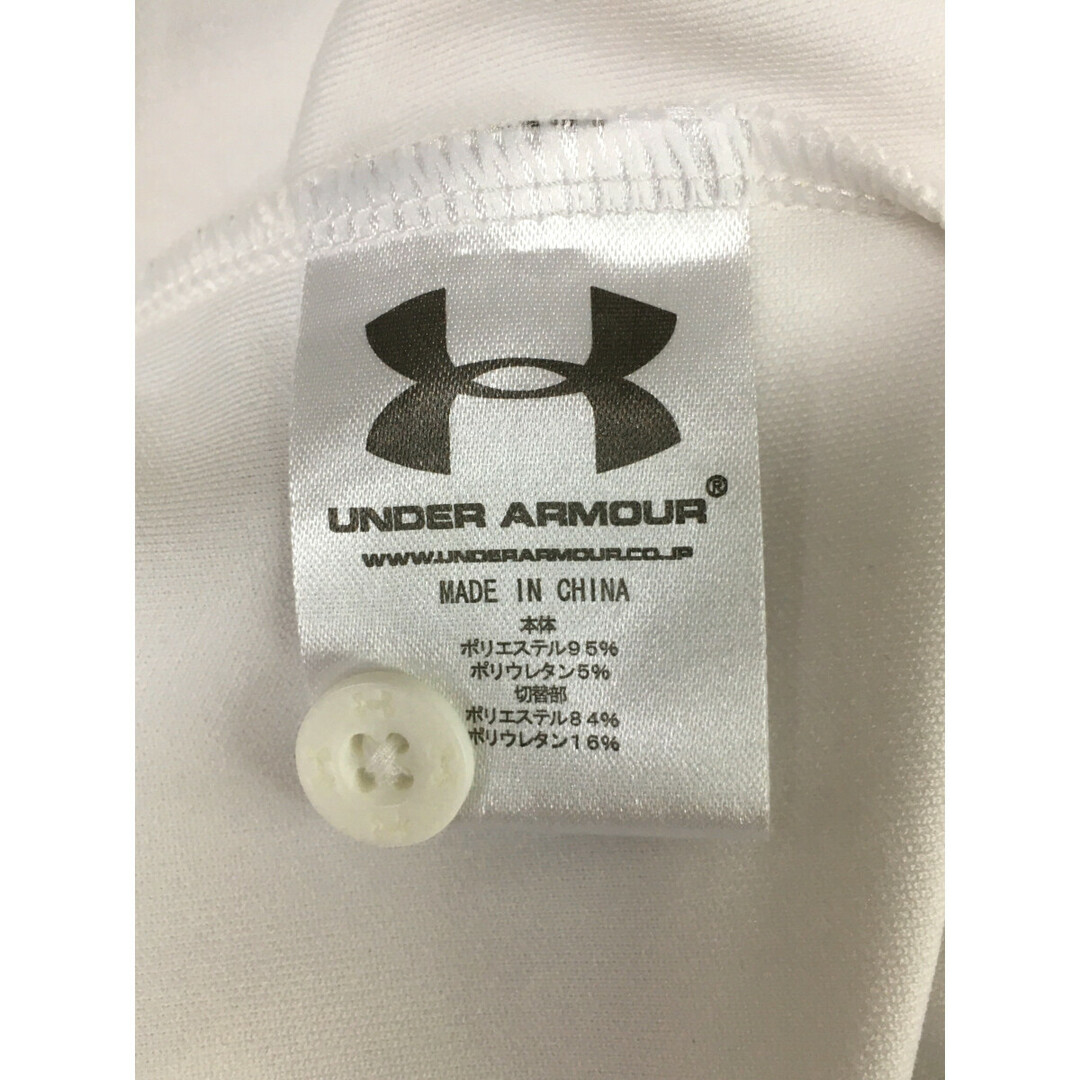 UNDER ARMOUR®
WWW.UNDERARMOUR.CO.JP
MADE IN CHINA
本体
ポリエステル95%
ポリウレタン5%
切替部
ポリエステル84%
ポリウレタン16%